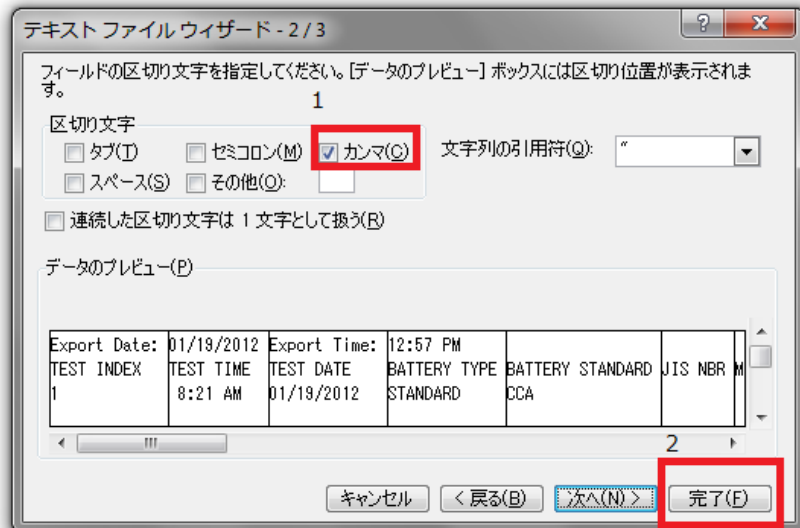 テキスト ファイル ウィザード - 2 / 3
フィールドの区切り文字を指定してください。[データのプレビュー] ボックスには区切り位置が表示されま
す。
1
区切り文字
タブ(T) セミコロン(M) カンマ(C) 文字列の引用符(Q): "
スペース(S) その他(O):
連続した区切り文字は 1 文字として扱う(R)
データのプレビュー(P)
Export Date: 01/19/2012 Export Time: 12:57 PM
TEST INDEX TEST TIME TEST DATE BATTERY TYPE BATTERY STANDARD JIS NBR M
1 8:21 AM 01/19/2012 STANDARD CCA
2
キャンセル < 戻る(B) 次へ(N) > 完了(F)